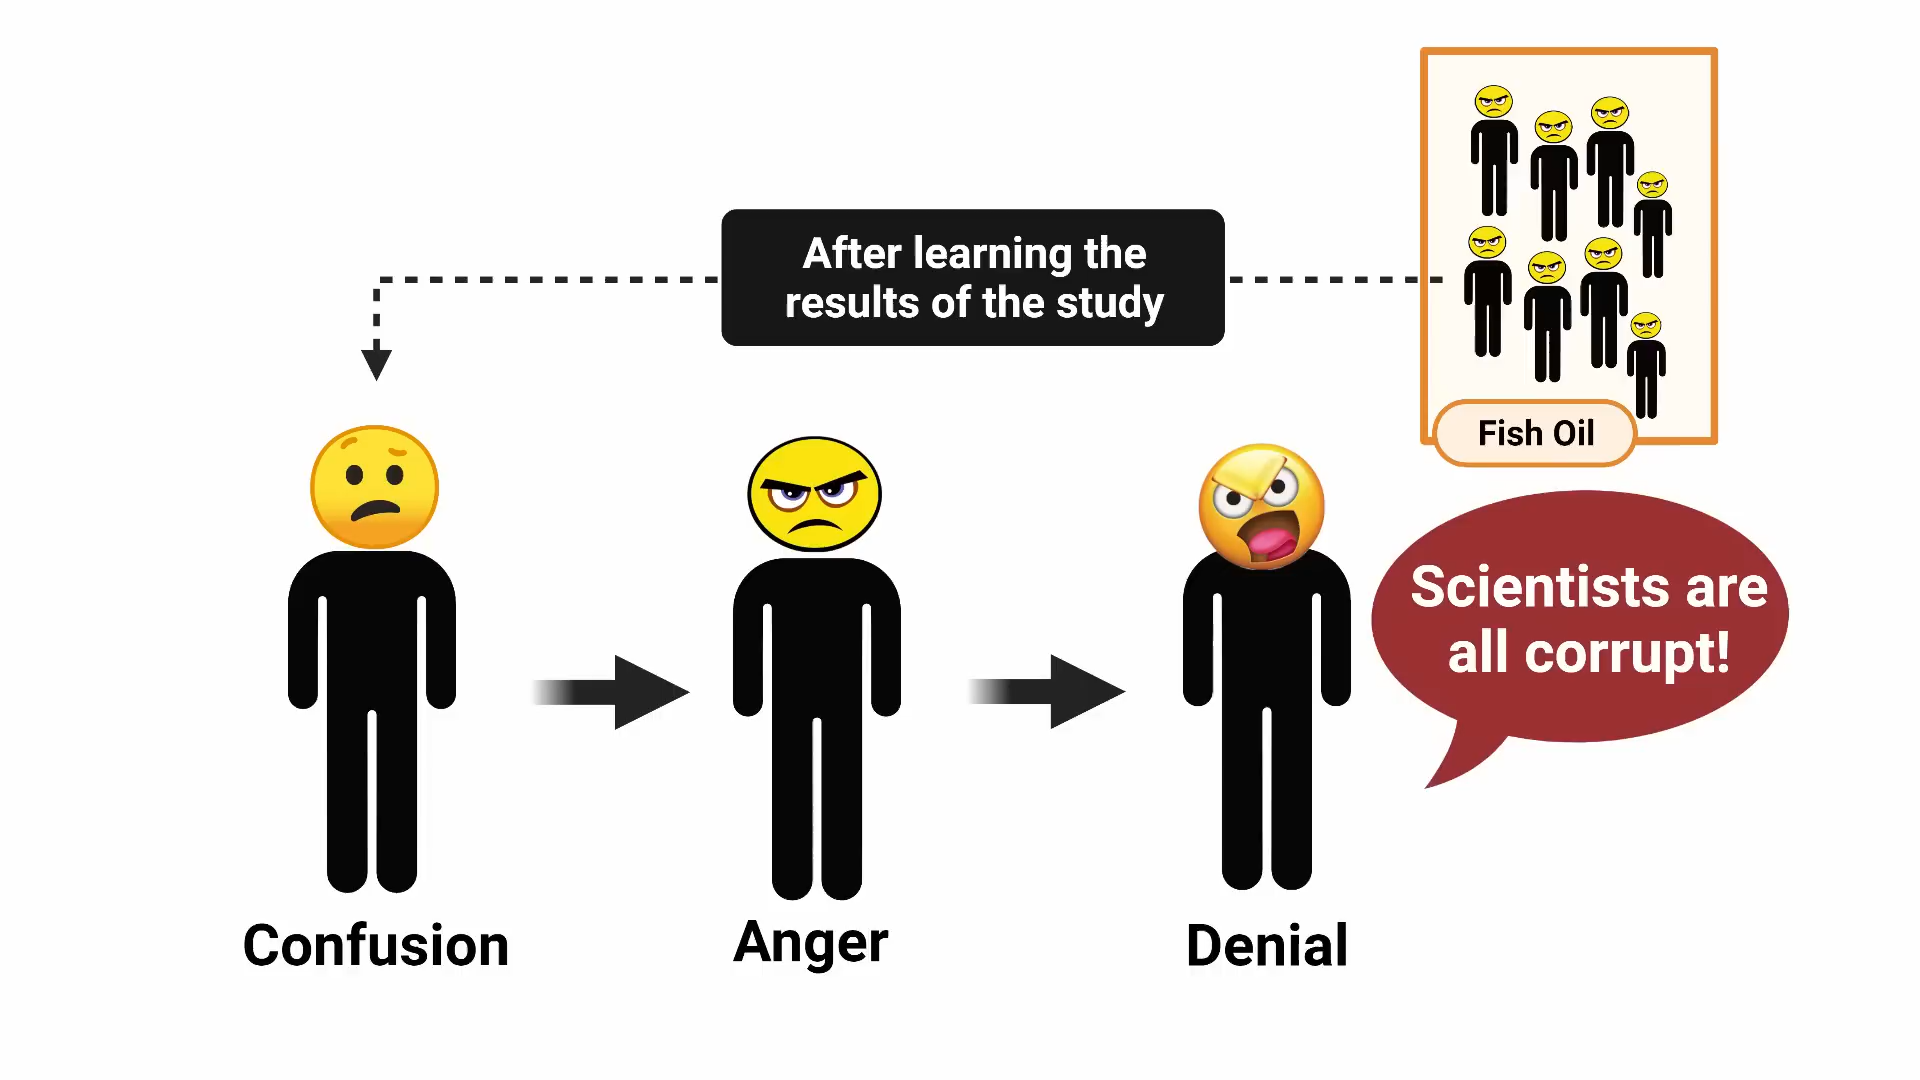 After learning the
results of the study
Fish Oil
Scientists are
all corrupt!
Confusion
Anger
Denial